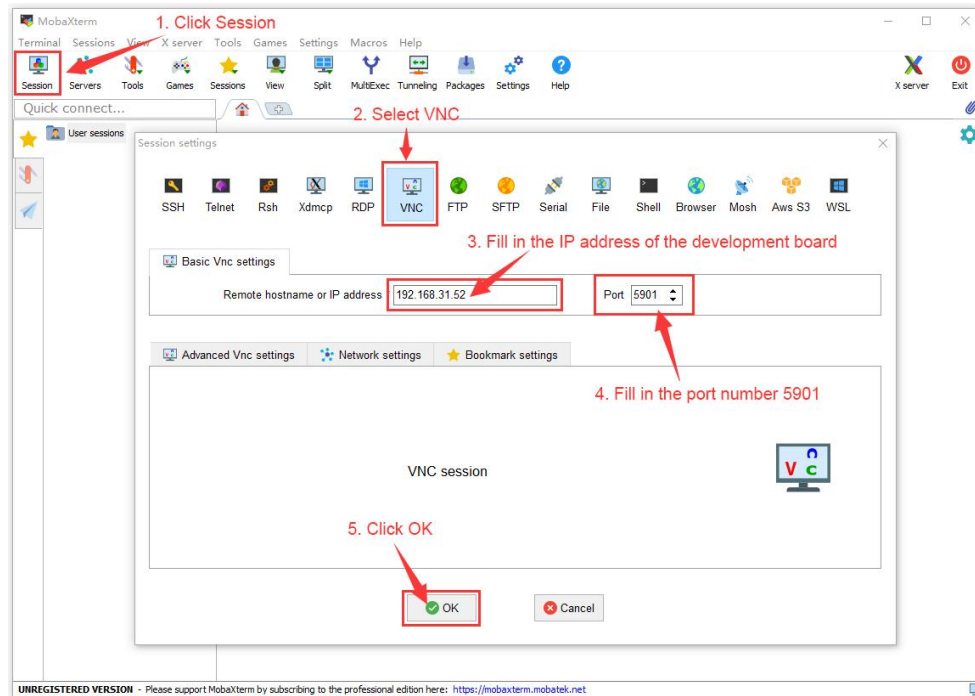 MobaXterm
1. Click Session
Terminal Sessions View X server Tools Games Settings Macros Help
Session Servers Tools Games Sessions View Split MultiExec Tunneling Packages Settings Help X server Exit
Quick connect...
2. Select VNC
User sessions
Session settings
SSH Telnet Rsh Xdmcp RDP VNC FTP SFTP Serial File Shell Browser Mosh Aws S3 WSL
3. Fill in the IP address of the development board
Basic Vnc settings
Remote hostname or IP address * 192.168.31.52 Port 5901
Advanced Vnc settings Network settings Bookmark settings
4. Fill in the port number 5901
VNC session
5. Click OK
OK Cancel
UNREGISTERED VERSION - Please support MobaXterm by subscribing to the professional edition here: https://mobaxterm.mobatek.net